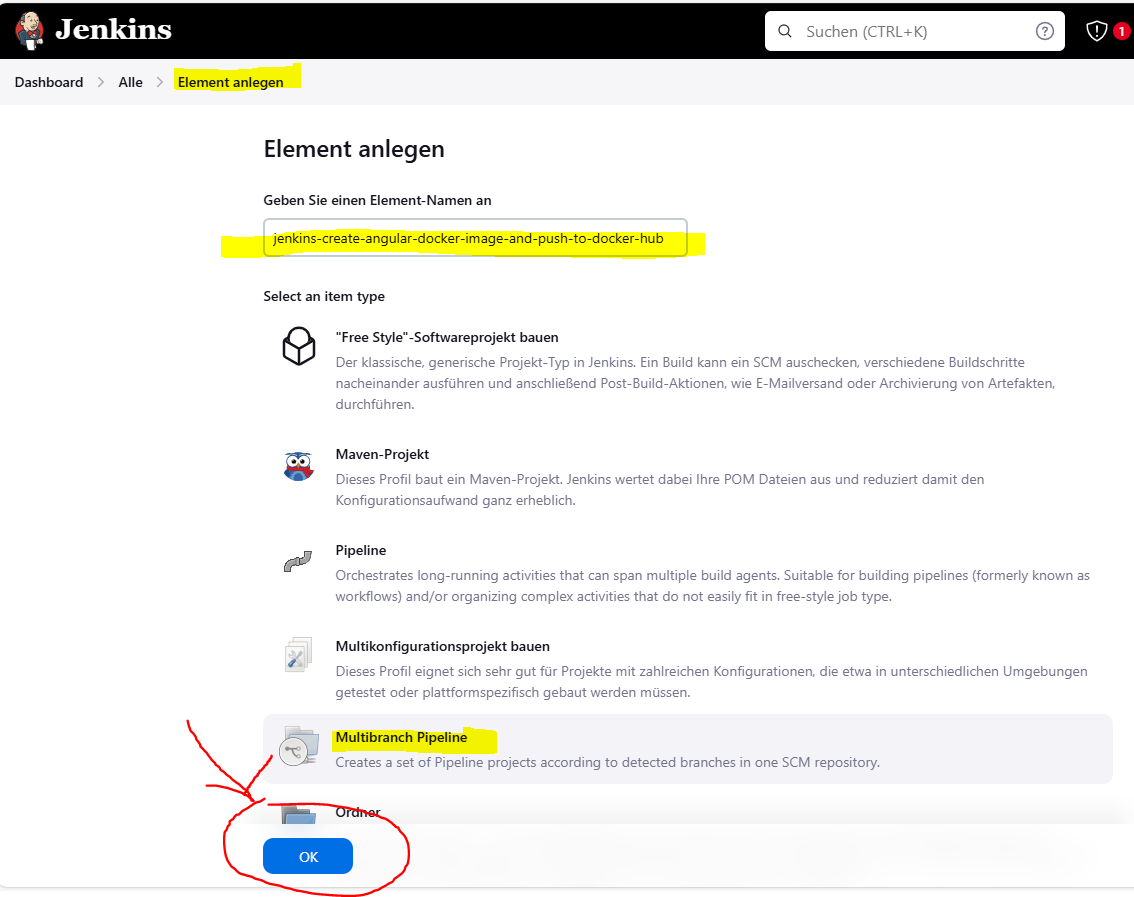 Jenkins
Suchen (CTRL+K)
1
Dashboard > Alle > Element anlegen
Element anlegen
Geben Sie einen Element-Namen an
jenkins-create-angular-docker-image-and-push-to-docker-hub
Select an item type
"Free Style"-Softwareprojekt bauen
Der klassische, generische Projekt-Typ in Jenkins. Ein Build kann ein SCM auschecken, verschiedene Buildschritte
nacheinander ausführen und anschließend Post-Build-Aktionen, wie E-Mailversand oder Archivierung von Artefakten,
durchführen.
Maven-Projekt
Dieses Profil baut ein Maven-Projekt. Jenkins wertet dabei Ihre POM Dateien aus und reduziert damit den
Konfigurationsaufwand ganz erheblich.
Pipeline
Orchestrates long-running activities that can span multiple build agents. Suitable for building pipelines (formerly known as
workflows) and/or organizing complex activities that do not easily fit in free-style job type.
Multikonfigurationsprojekt bauen
Dieses Profil eignet sich sehr gut für Projekte mit zahlreichen Konfigurationen, die etwa in unterschiedlichen Umgebungen
getestet oder plattformspezifisch gebaut werden müssen.
Multibranch Pipeline
Creates a set of Pipeline projects according to detected branches in one SCM repository.
Ordner
OK